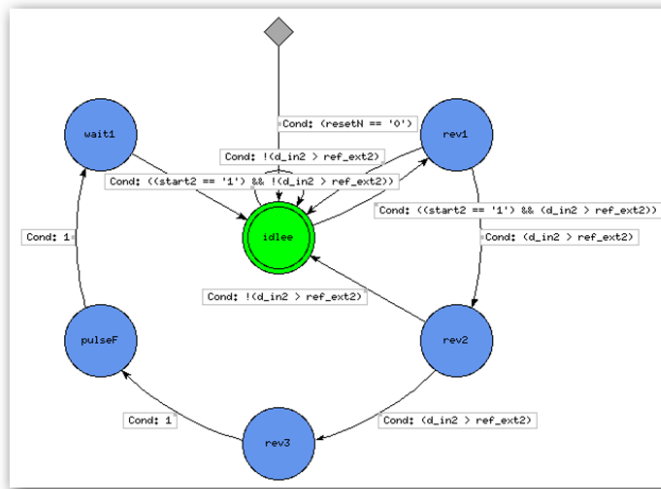 Cond: (resetN == '0')
wait1
rev1
Cond: !(d_in2 > ref_ext2)
Cond: ((start2 == '1') && !(d_in2 > ref_ext2))
Cond: ((start2 == '1') && (d_in2 > ref_ext2))
Cond: 1
idlee
Cond: (d_in2 > ref_ext2)
Cond: !(d_in2 > ref_ext2)
pulseF
rev2
Cond: 1
Cond: (d_in2 > ref_ext2)
rev3